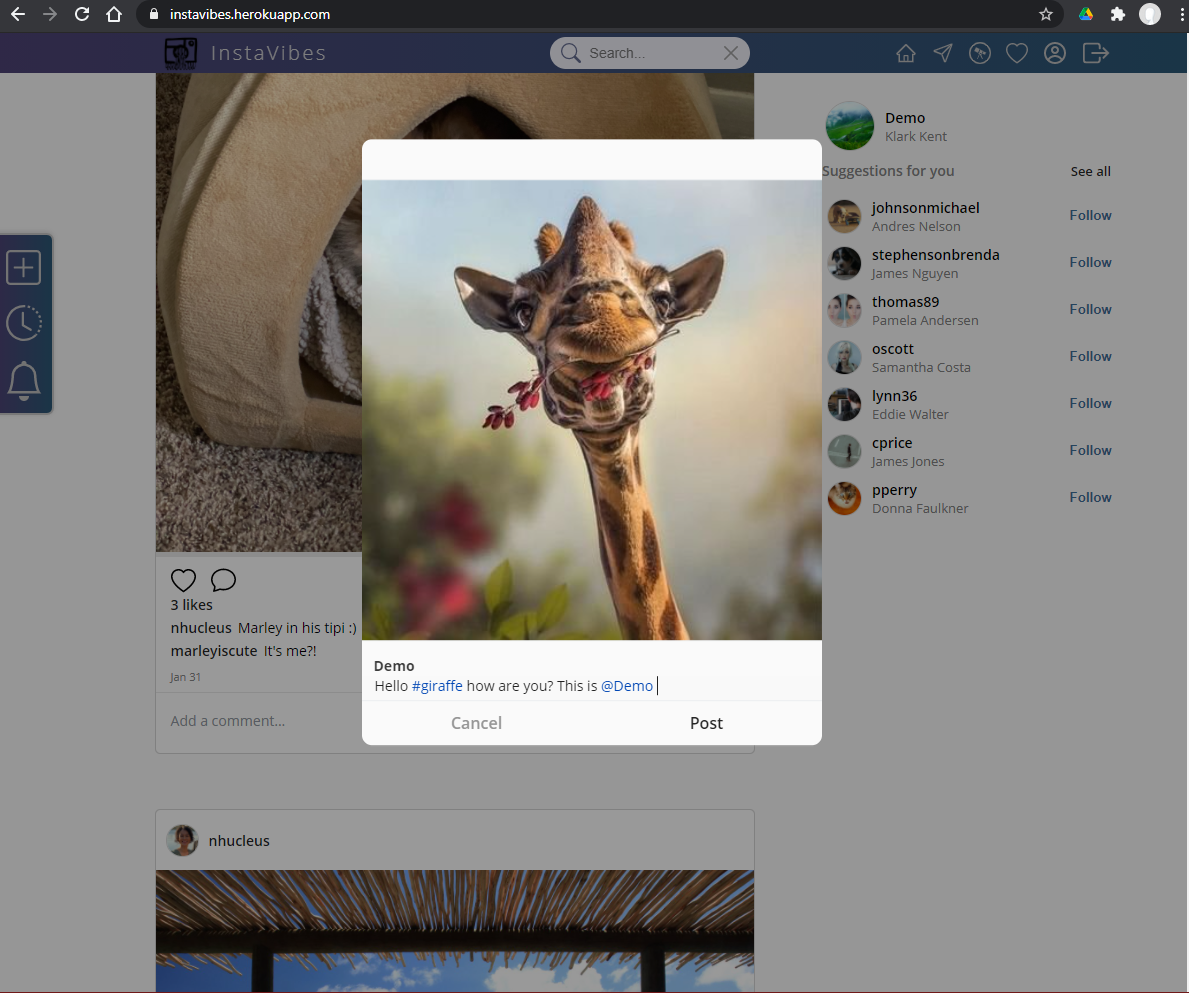 instavibes.herokuapp.com
InstaVibes
Search...
Demo
Klark Kent
Suggestions for you
See all
johnsonmichael
Andres Nelson
Follow
stephensonbrenda
James Nguyen
Follow
thomas89
Pamela Andersen
Follow
oscott
Samantha Costa
Follow
lynn36
Eddie Walter
Follow
cprice
James Jones
Follow
pperry
Donna Faulkner
Follow
3 likes
nhucleus Marley in his tipi :)
marleyiscute It's me?!
Jan 31
Add a comment...
Demo
Hello #giraffe how are you? This is @Demo
Cancel
Post
nhucleus